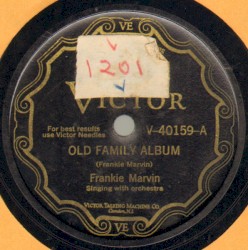 VE
1201
VICTOR
For best results
use Victor Needles
V-40159-A
OLD FAMILY ALBUM
(Frankie Marvin)
Frankie Marvin
Singing with orchestra
VICTOR TALKING MACHINE CO.
Camden, N.J.
VE